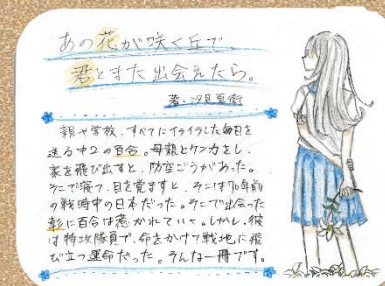 あの花が咲く丘で、
君とまた出会えたら。
著・汐見夏衛
親や学校、すべてにイライラした毎日を
送る中2の百合。母親とケンカをし、
家を飛び出すと、防空ごうがあった。
そこで寝て、目を覚ますと、そこは70年前
の戦時中の日本だった。そこで出会った
彰に百合は惹かれていく。しかし、彼
は特攻隊員で、命をかけて戦地に飛
び立つ運命だった。そんな一冊です。